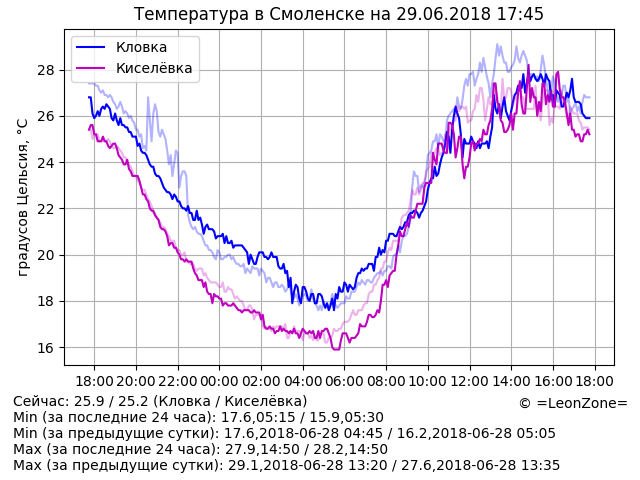 Температура в Смоленске на 29.06.2018 17:45
Кловка
Киселёвка
градусов Цельсия, °C
28
26
24
22
20
18
16
18:00 20:00 22:00 00:00 02:00 04:00 06:00 08:00 10:00 12:00 14:00 16:00 18:00
Сейчас: 25.9 / 25.2 (Кловка / Киселёвка)
© =LeonZone=
Min (за последние 24 часа): 17.6,05:15 / 15.9,05:30
Min (за предыдущие сутки): 17.6,2018-06-28 04:45 / 16.2,2018-06-28 05:05
Max (за последние 24 часа): 27.9,14:50 / 28.2,14:50
Max (за предыдущие сутки): 29.1,2018-06-28 13:20 / 27.6,2018-06-28 13:35